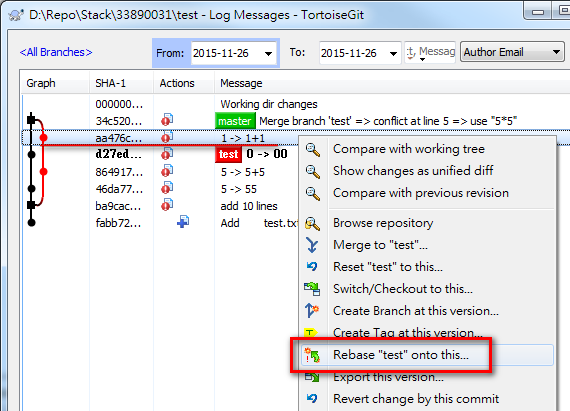 D:\Repo\Stack\33890031\test - Log Messages - TortoiseGit
<All Branches> From: 2015-11-26 To: 2015-11-26 Messag Author Email
Graph SHA-1 Actions Message
000000... Working dir changes
34c520... master Merge branch 'test' => conflict at line 5 => use "5*5"
aa476c... 1 -> 1+1
d27ed... test 0 -> 00
864917... 5 -> 5+5
46da77... 5 -> 55
ba9cac... add 10 lines
fabb72... Add test.tx
Compare with working tree
Show changes as unified diff
Compare with previous revision
Browse repository
Merge to "test"...
Reset "test" to this...
Switch/Checkout to this...
Create Branch at this version...
Create Tag at this version...
Rebase "test" onto this...
Export this version...
Revert change by this commit